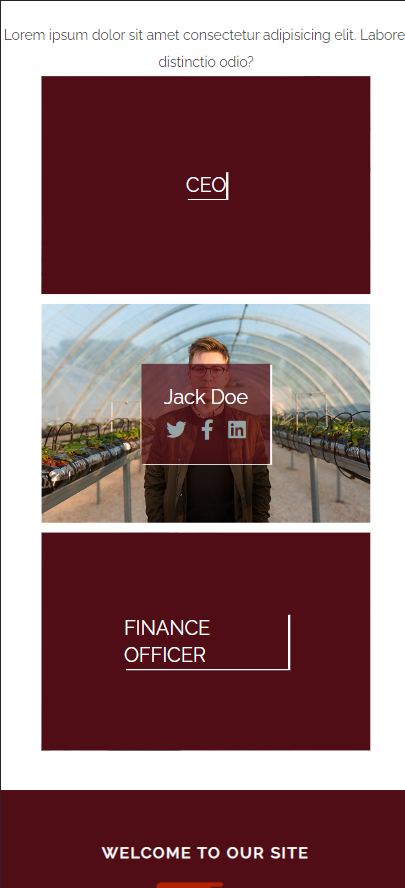 Lorem ipsum dolor sit amet consectetur adipisicing elit. Labore
distinctio odio?
CEO
Jack Doe
FINANCE
OFFICER
WELCOME TO OUR SITE